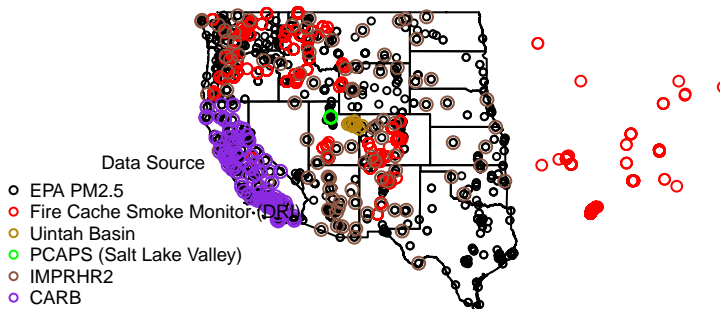 Data Source
EPA PM2.5
Fire Cache Smoke Monitor (DRI)
Uintah Basin
PCAPS (Salt Lake Valley)
IMPRHR2
CARB